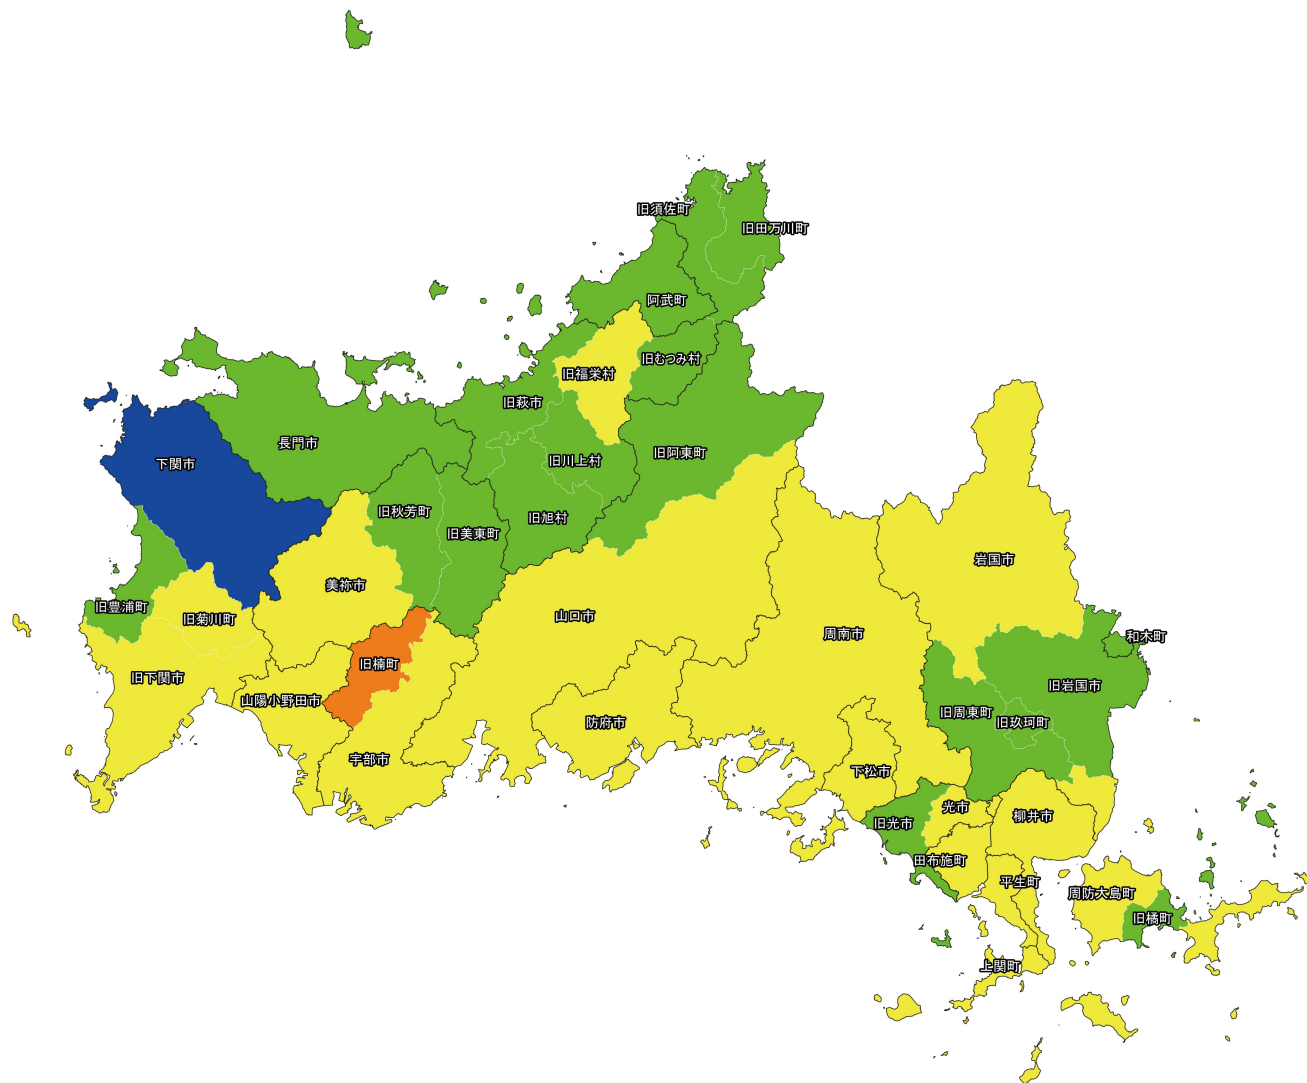 旧須佐町
旧田万川町
阿武町
旧むつみ村
旧福栄村
旧萩市
長門市
旧阿東町
旧川上村
下関市
旧秋芳町
旧旭村
旧美東町
岩国市
美祢市
旧豊浦町
山口市
旧菊川町
周南市
和木町
旧楠町
旧下関市
旧岩国市
山陽小野田市
旧周東町
防府市
旧玖珂町
宇部市
下松市
光市
柳井市
旧光市
田布施町
平生町
周防大島町
旧橘町
上関町